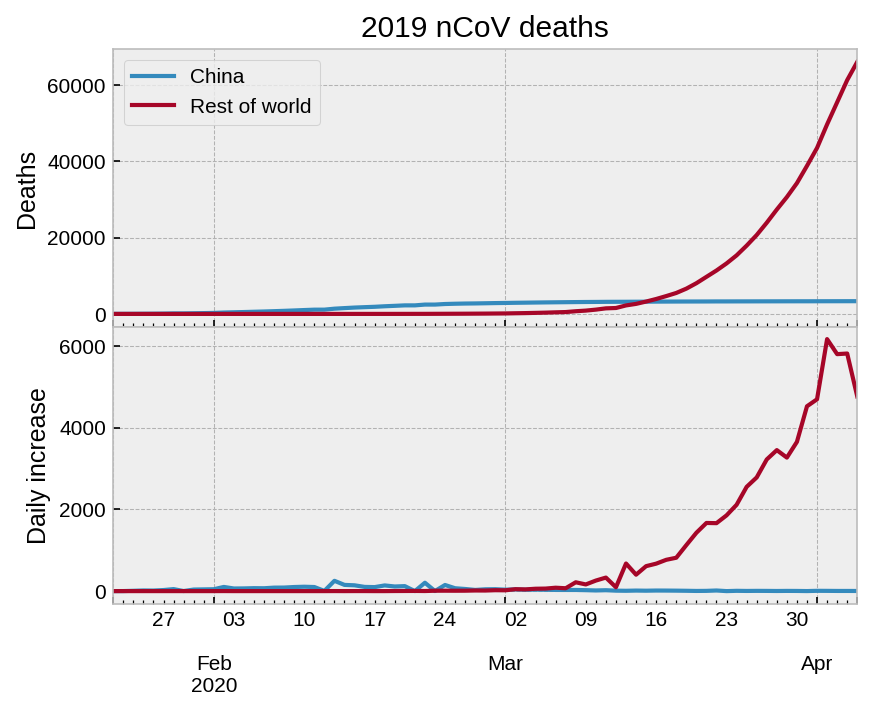 2019 nCoV deaths
China
Rest of world
Deaths
60000
40000
20000
0
Daily increase
6000
4000
2000
0
27 03 10 17 24 02 09 16 23 30
Feb Mar Apr
2020